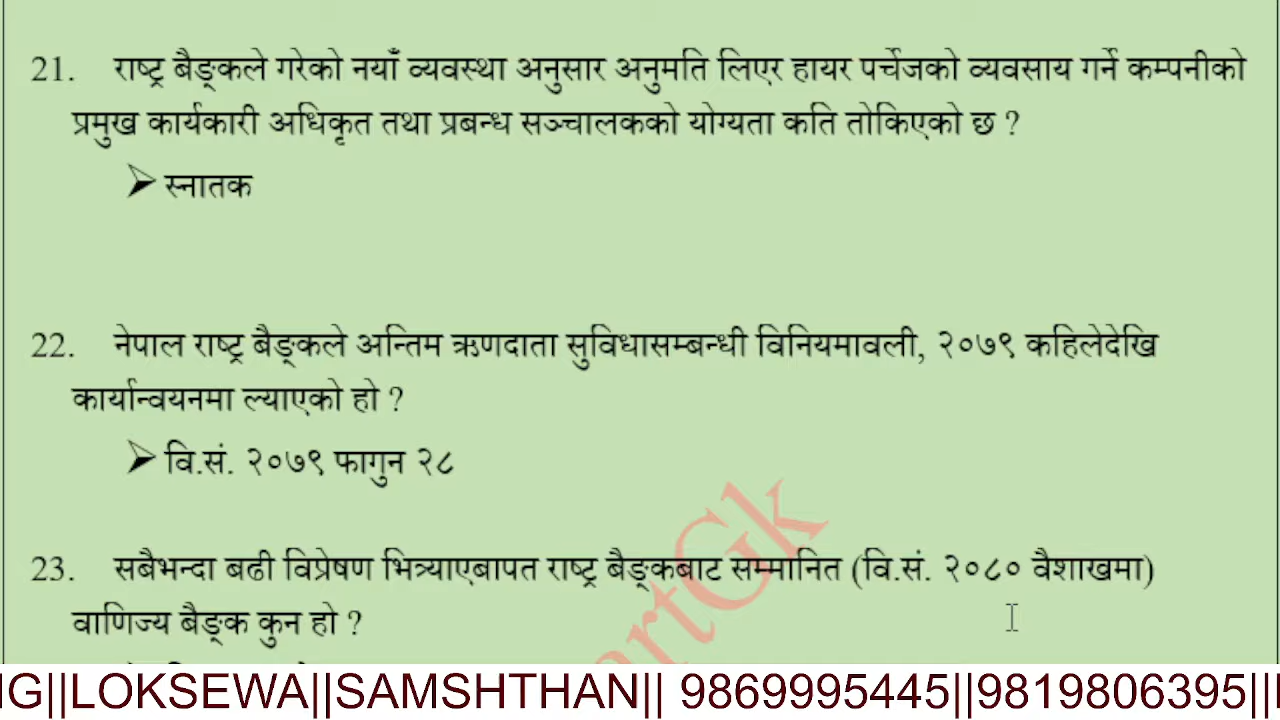 21. राष्ट्र बैङ्कले गरेको नयाँ व्यवस्था अनुसार अनुमति लिएर हायर पर्चेजको व्यवसाय गर्ने कम्पनीको
प्रमुख कार्यकारी अधिकृत तथा प्रबन्ध सञ्चालकको योग्यता कति तोकिएको छ ?
➢ स्नातक
22. नेपाल राष्ट्र बैङ्कले अन्तिम ऋणदाता सुविधासम्बन्धी विनियमावली, २०७९ कहिलेदेखि
कार्यान्वयनमा ल्याएको हो ?
➢ वि.सं. २०७९ फागुन २८
23. सबैभन्दा बढी विप्रेषण भित्र्याएबापत राष्ट्र बैङ्कबाट सम्मानित (वि.सं. २०८० वैशाखमा)
वाणिज्य बैङ्क कुन हो ?
artGk
NG||LOKSEWA||SAMSHTHAN|| 9869995445||9819806395||